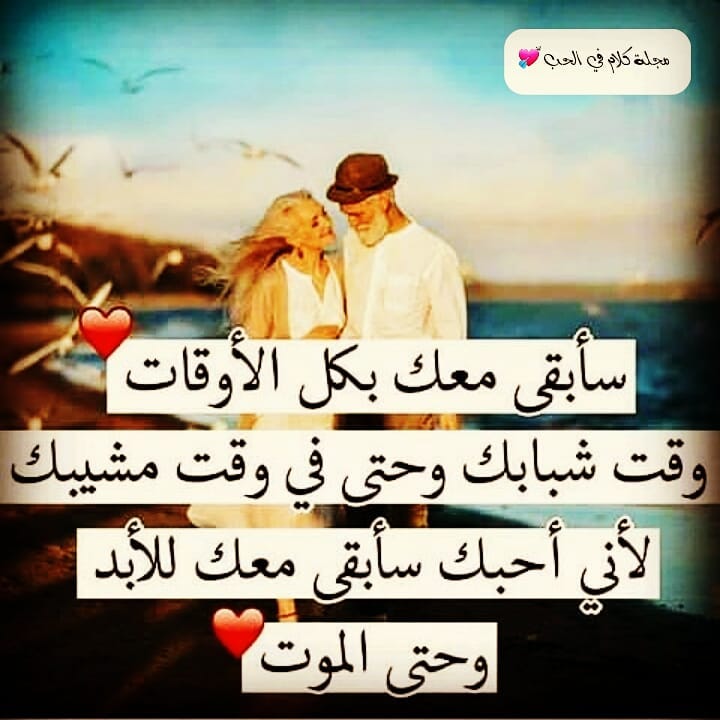 مجلة كلام في الحب 💘
سأبقى معك بكل الأوقات ❤️
وقت شبابك وحتى في وقت مشيبك
لأني أحبك سأبقى معك للأبد
وحتى الموت ❤️